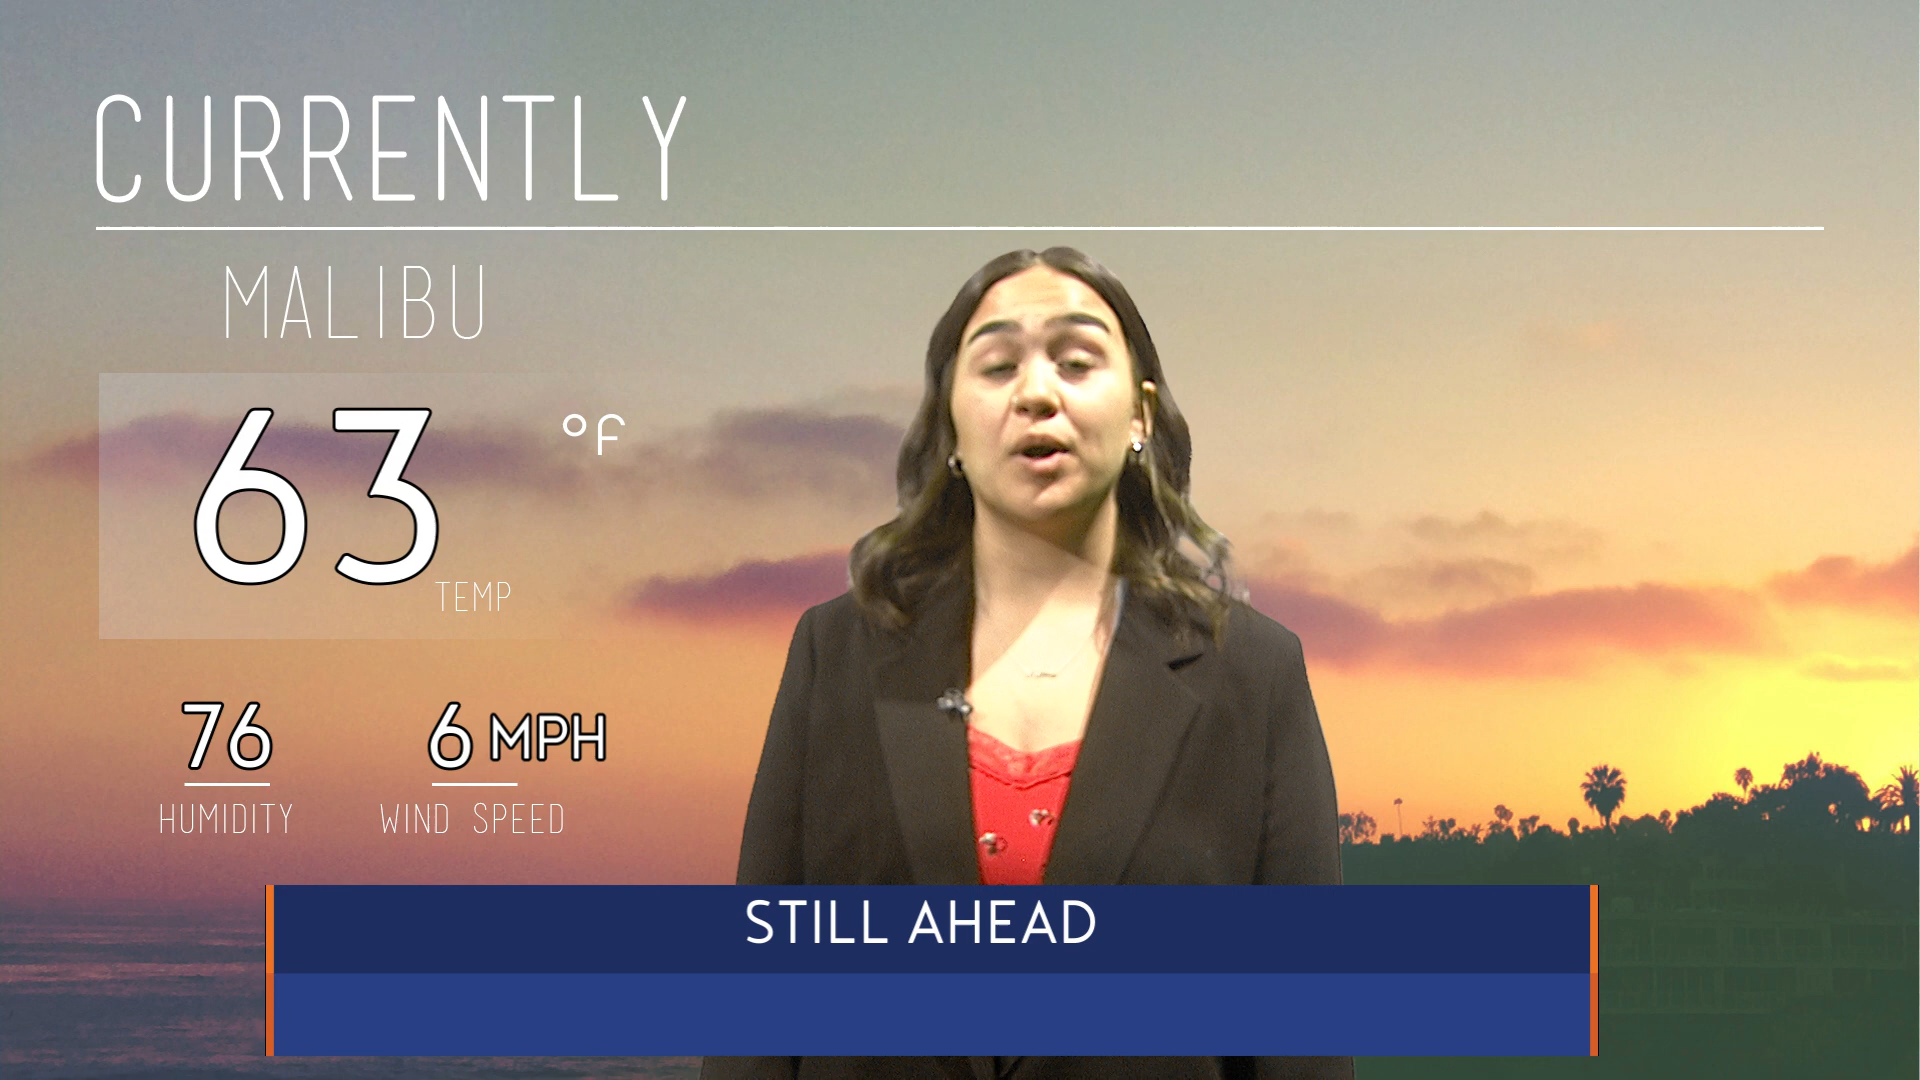 CURRENTLY
MALIBU
63 °F
TEMP
76
HUMIDITY
6 MPH
WIND SPEED
STILL AHEAD